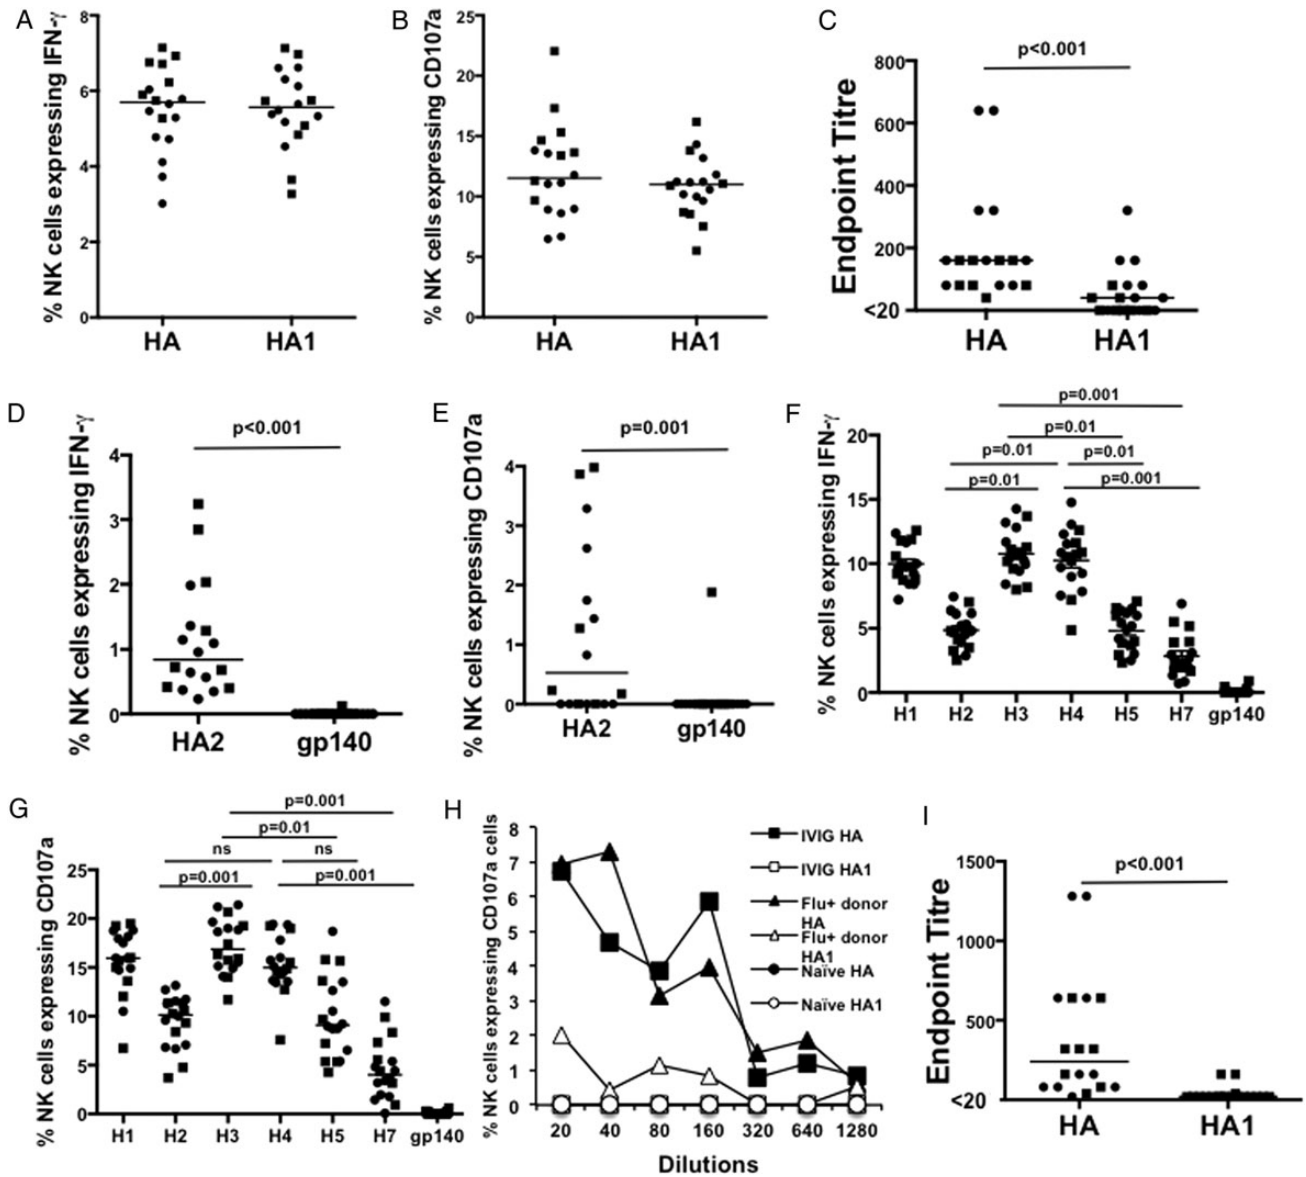 A
% NK cells expressing IFN-γ
8
6
4
2
0
HA HA1
B
% NK cells expressing CD107a
25
20
15
10
5
0
HA HA1
C
p<0.001
Endpoint Titre
800
600
400
200
<20
HA HA1
D
p<0.001
% NK cells expressing IFN-γ
4
3
2
1
0
HA2 gp140
E
p=0.001
% NK cells expressing CD107a
4
3
2
1
0
HA2 gp140
F
p=0.001
p=0.01
p=0.01 p=0.01
p=0.01 p=0.001
% NK cells expressing IFN-γ
20
15
10
5
0
H1 H2 H3 H4 H5 H7 gp140
G
p=0.001
p=0.01
ns ns
p=0.001 p=0.001
% NK cells expressing CD107a
25
20
15
10
5
0
H1 H2 H3 H4 H5 H7 gp140
H
% NK cells expressing CD107a cells
8
7
6
5
4
3
2
1
0
20 40 80 160 320 640 1280
Dilutions
IVIG HA
IVIG HA1
Flu+ donor
HA
Flu+ donor
HA1
Naïve HA
Naïve HA1
I
p<0.001
Endpoint Titre
1500
1000
500
<20
HA HA1